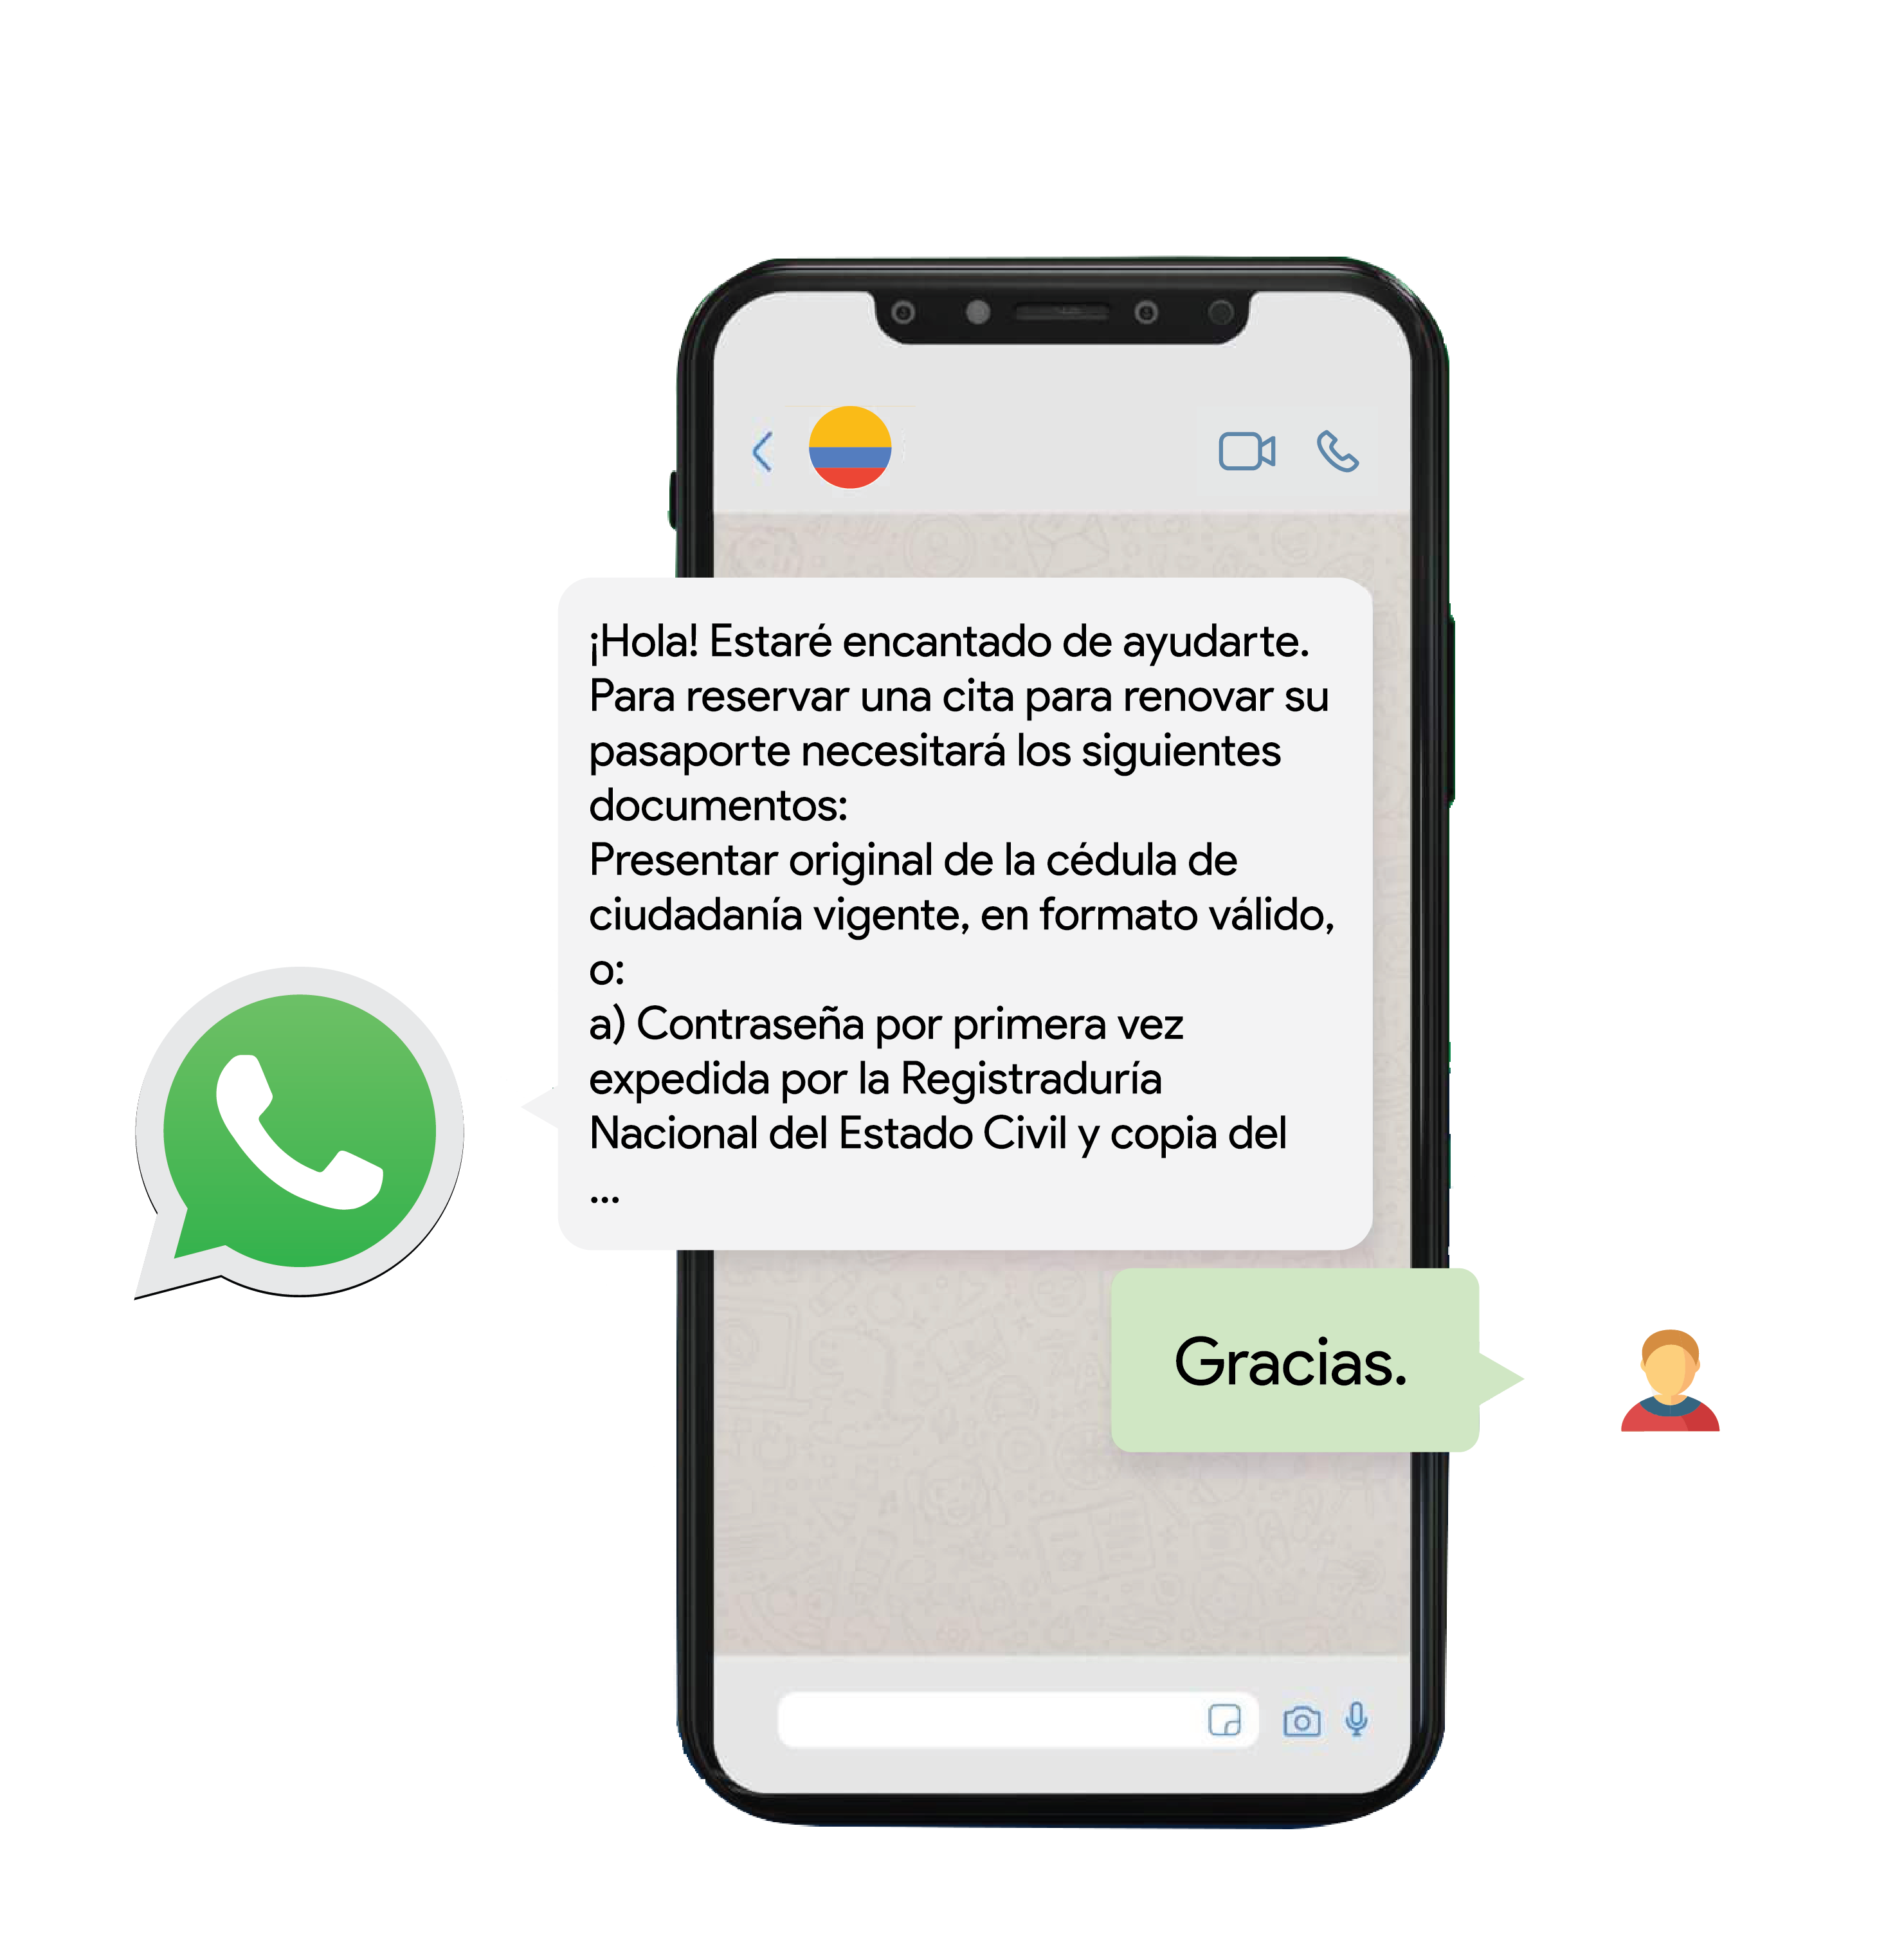 ¡Hola! Estaré encantado de ayudarte.
Para reservar una cita para renovar su
pasaporte necesitará los siguientes
documentos:
Presentar original de la cédula de
ciudadanía vigente, en formato válido,
o:
a) Contraseña por primera vez
expedida por la Registraduría
Nacional del Estado Civil y copia del
...
Gracias.